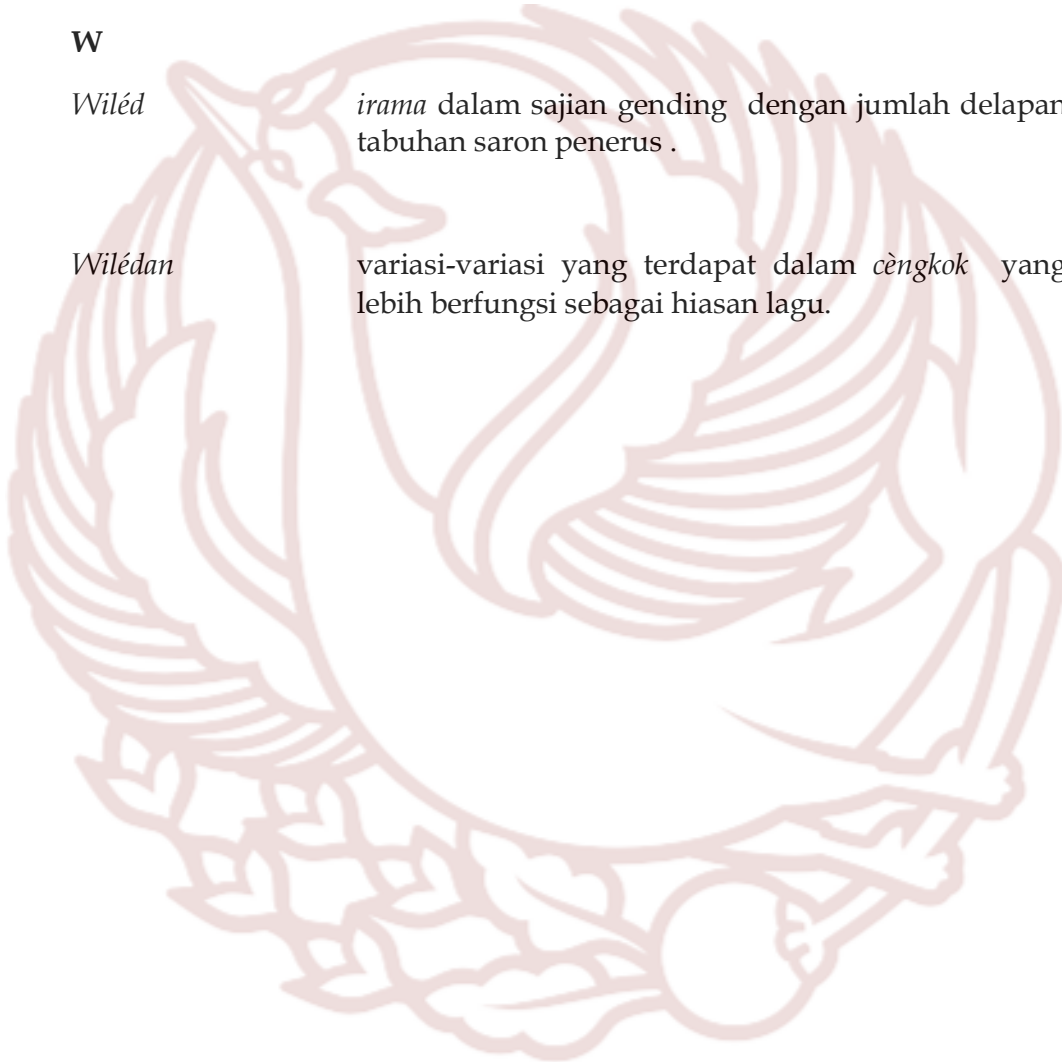 W
Wiléd irama dalam sajian gending dengan jumlah delapan
tabuhan saron penerus .
Wilédan variasi-variasi yang terdapat dalam cèngkok yang
lebih berfungsi sebagai hiasan lagu.